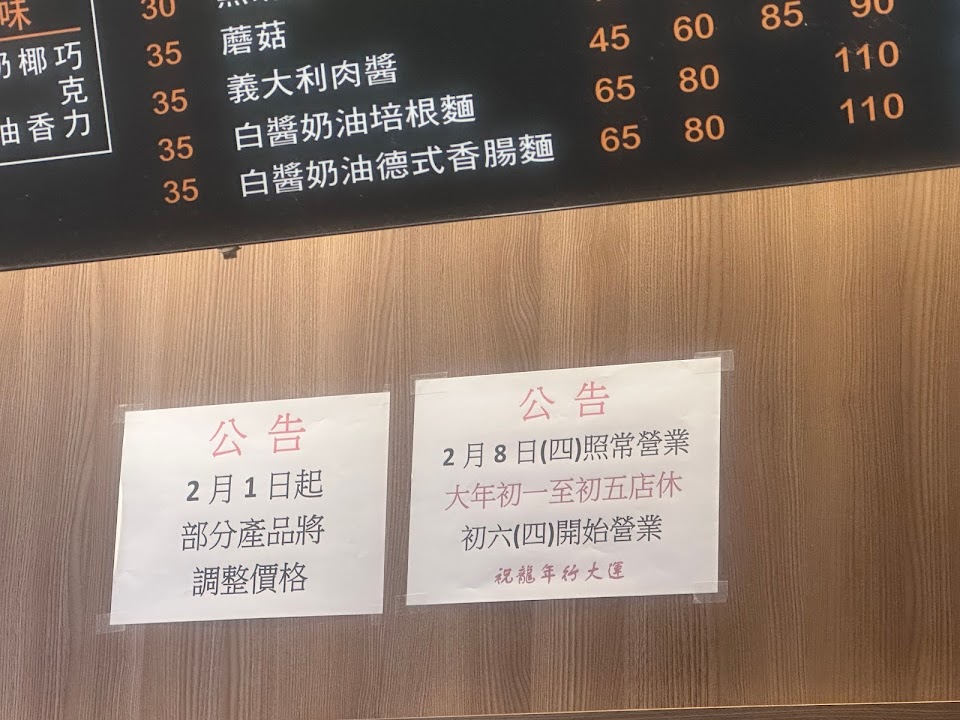 味
奶椰巧
克
油香力
30
35
35
35
35
蘑菇 45 60 85 90
義大利肉醬 65 80 110
白醬奶油培根麵 65 80 110
白醬奶油德式香腸麵
公告
2月1日起
部分產品將
調整價格
公告
2月8日(四)照常營業
大年初一至初五店休
初六(四)開始營業
祝龍年行大運